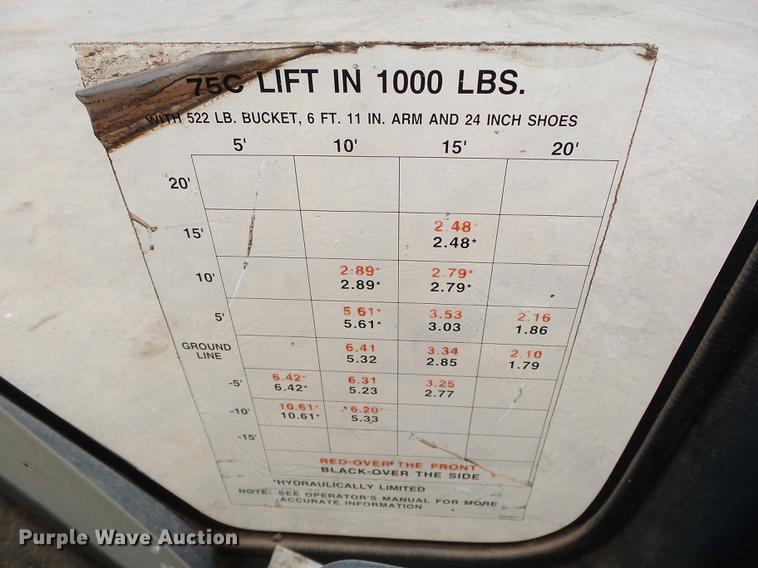 75C LIFT IN 1000 LBS.
WITH 522 LB. BUCKET, 6 FT. 11 IN. ARM AND 24 INCH SHOES
5' 10' 15' 20'
20'
15' 2.48*
2.48*
10' 2.89* 2.79*
2.89* 2.79*
5' 5.61* 3.53 2.16
5.61* 3.03 1.86
GROUND LINE 6.41 3.34 2.10
5.32 2.85 1.79
-5' 6.42* 6.31 3.25
6.42* 5.23 2.77
-10' 10.61* 6.20*
10.61* 5.33
-15'
RED-OVER THE FRONT
BLACK-OVER THE SIDE
*HYDRAULICALLY LIMITED
NOTE: SEE OPERATOR'S MANUAL FOR MORE
ACCURATE INFORMATION
Purple Wave Auction